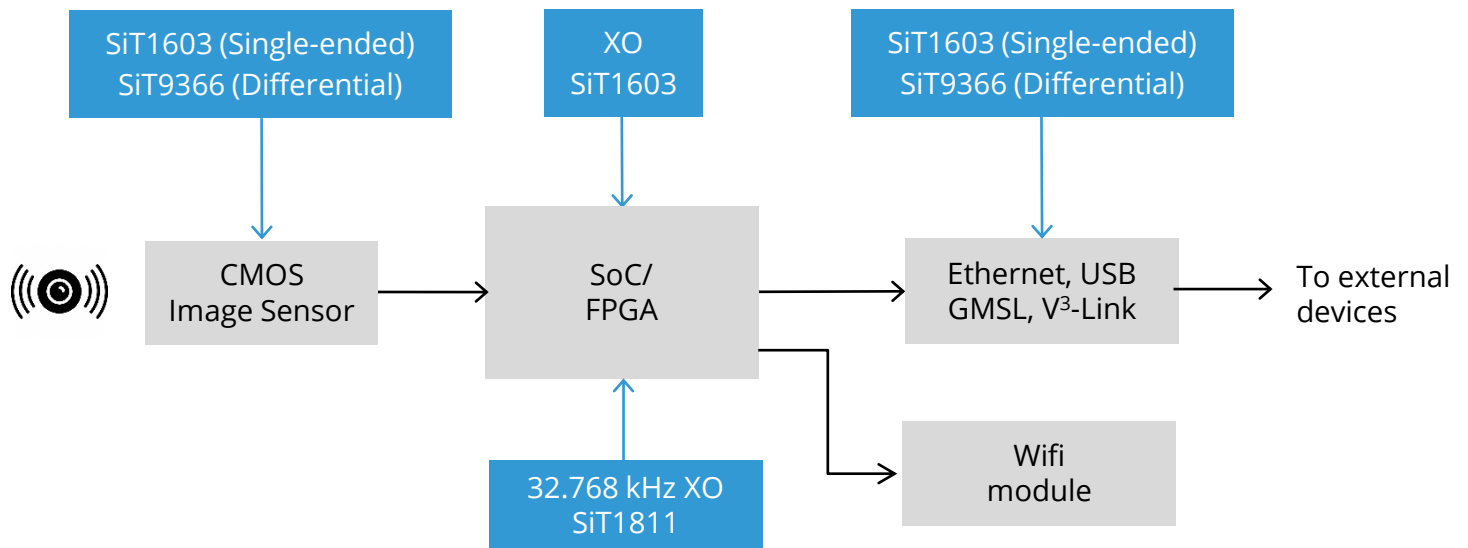 SiT1603 (Single-ended)
SiT9366 (Differential)
XO
SiT1603
SiT1603 (Single-ended)
SiT9366 (Differential)
CMOS
Image Sensor
SoC/
FPGA
Ethernet, USB
GMSL, V³-Link
To external
devices
Wifi
module
32.768 kHz XO
SiT1811